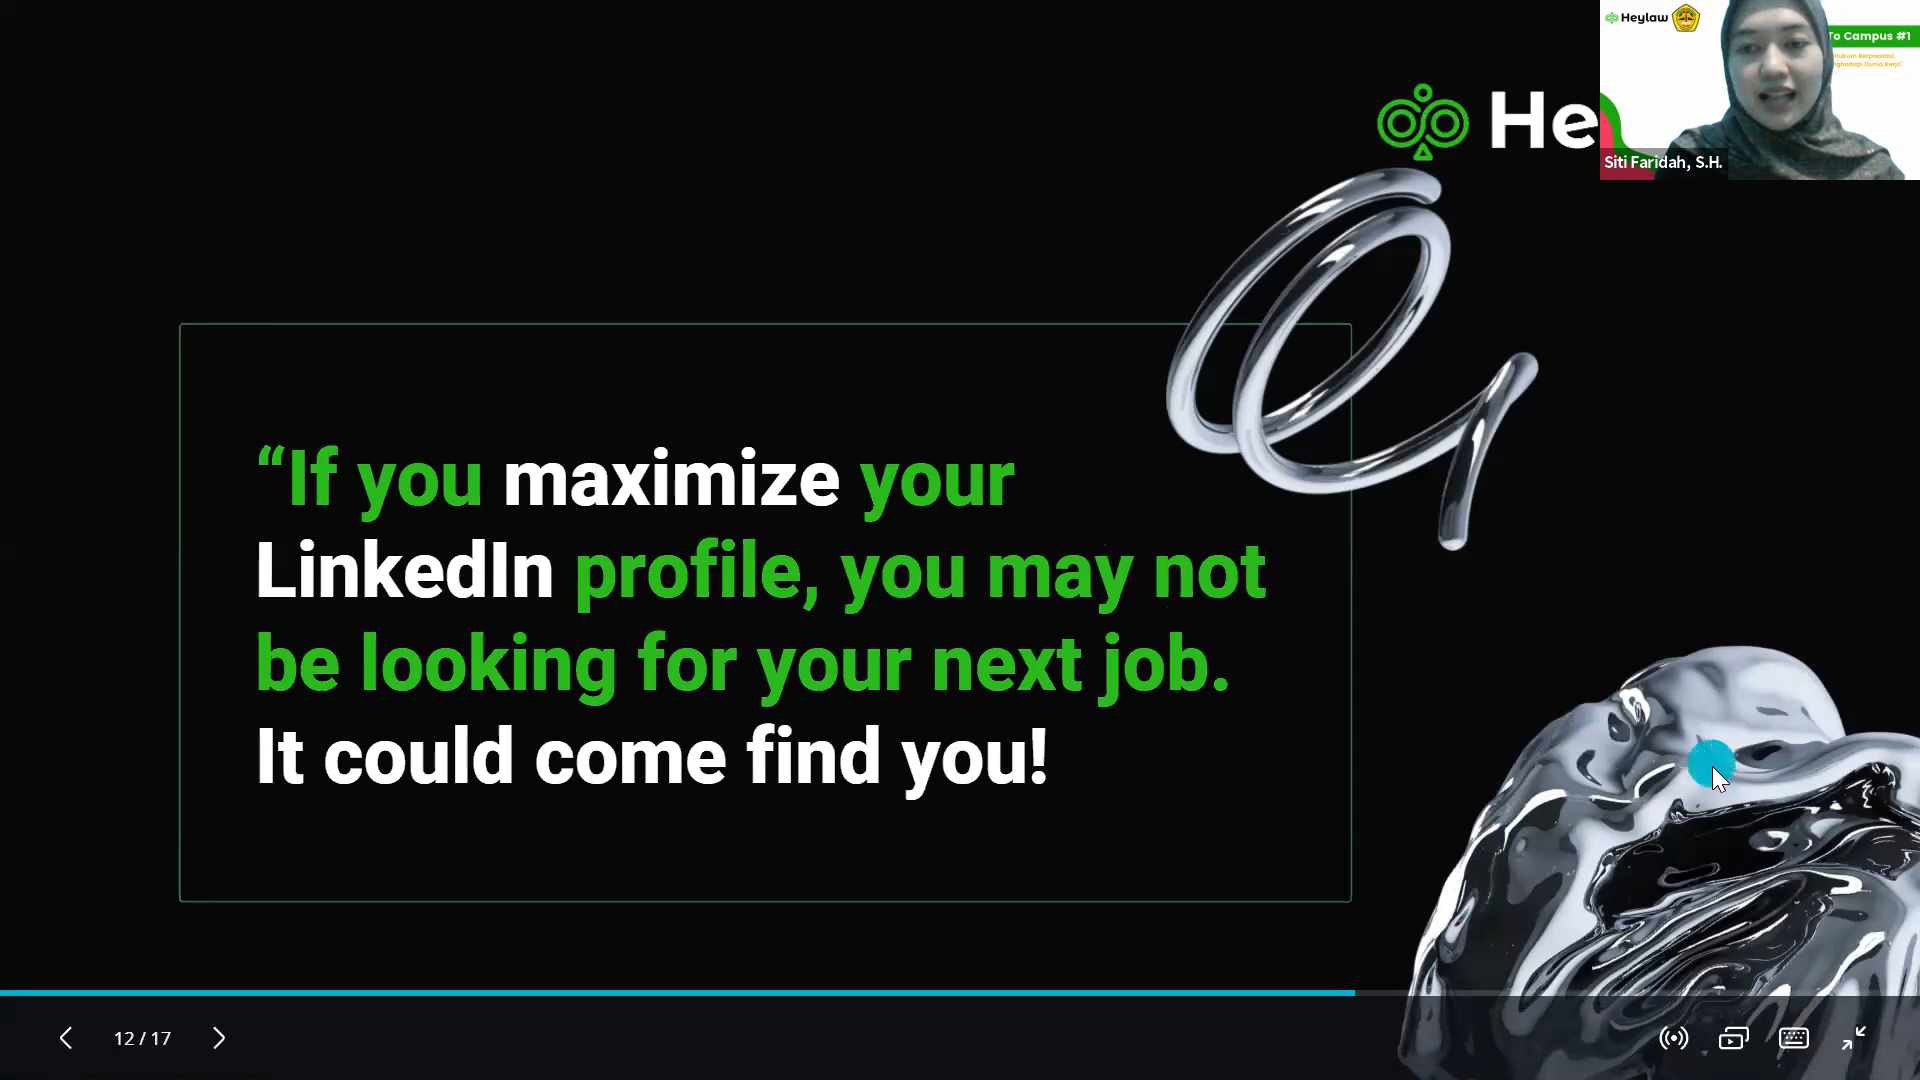 Heylaw
To Campus #1
He
Siti Faridah, S.H.
“If you maximize your
LinkedIn profile, you may not
be looking for your next job.
It could come find you!
12 / 17